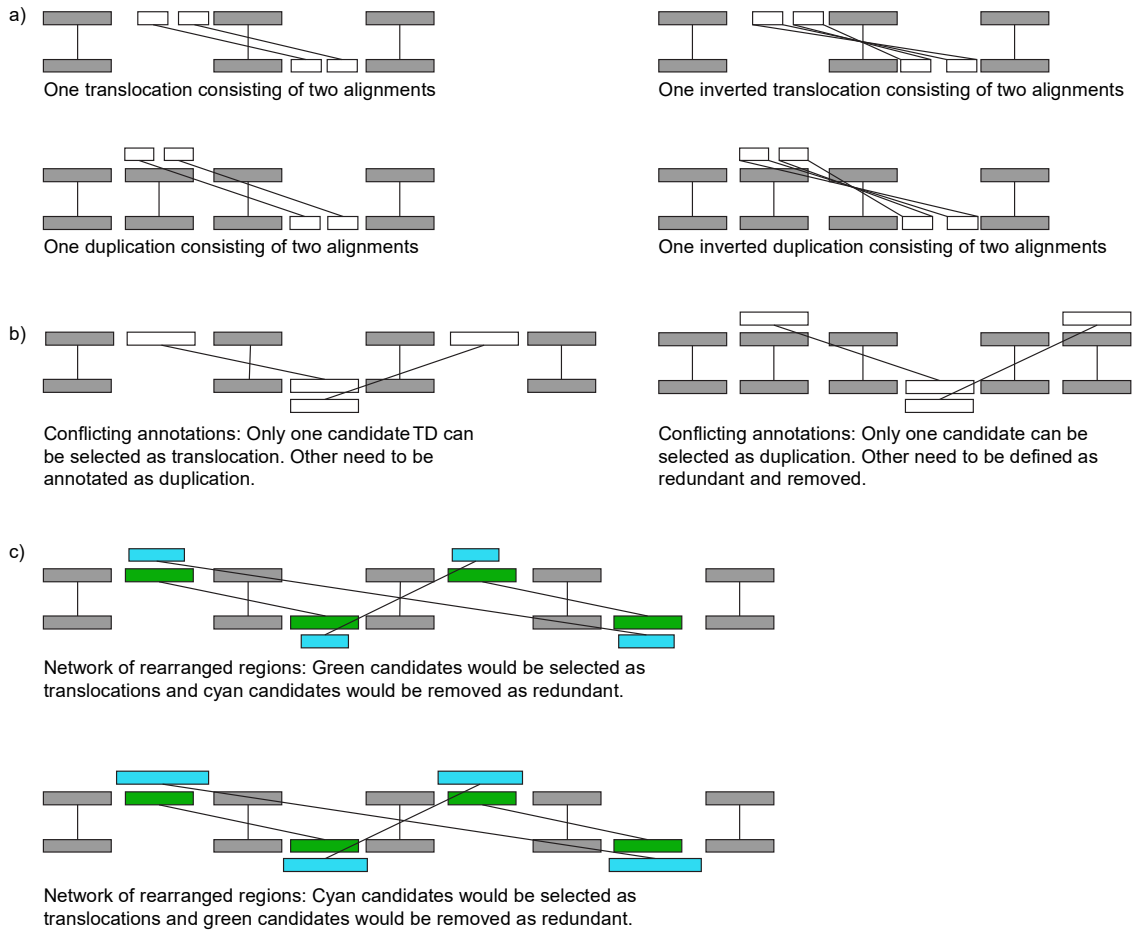 a)
One translocation consisting of two alignments
One inverted translocation consisting of two alignments
One duplication consisting of two alignments
One inverted duplication consisting of two alignments
b)
Conflicting annotations: Only one candidate TD can
be selected as translocation. Other need to be
annotated as duplication.
Conflicting annotations: Only one candidate can be
selected as duplication. Other need to be defined as
redundant and removed.
c)
Network of rearranged regions: Green candidates would be selected as
translocations and cyan candidates would be removed as redundant.
Network of rearranged regions: Cyan candidates would be selected as
translocations and green candidates would be removed as redundant.